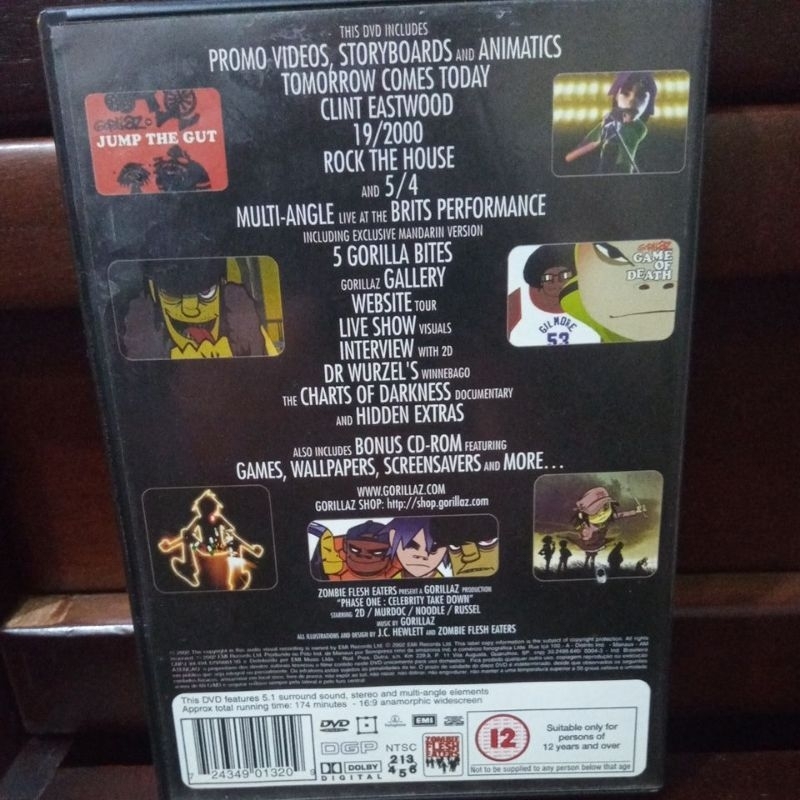 THIS DVD INCLUDES
PROMO VIDEOS, STORYBOARDS AND ANIMATICS
TOMORROW COMES TODAY
CLINT EASTWOOD
19/2000
ROCK THE HOUSE
AND 5/4
MULTI-ANGLE LIVE AT THE BRITS PERFORMANCE
INCLUDING EXCLUSIVE MANDARIN VERSION
5 GORILLA BITES
GORILLAZ GALLERY
WEBSITE TOUR
LIVE SHOW VISUALS
INTERVIEW WITH 2D
DR WURZEL'S WINNEBAGO
THE CHARTS OF DARKNESS DOCUMENTARY
AND HIDDEN EXTRAS
ALSO INCLUDES BONUS CD-ROM FEATURING
GAMES, WALLPAPERS, SCREENSAVERS AND MORE...
WWW.GORILLAZ.COM
GORILLAZ SHOP: http://shop.gorillaz.com
GORILLAZ
JUMP THE GUT
GORILLAZ
GAME
OF
DEATH
GILMORE
53
ZOMBIE FLESH EATERS PRESENT A GORILLAZ PRODUCTION
"PHASE ONE: CELEBRITY TAKE DOWN"
STARRING 2D / MURDOC / NOODLE / RUSSEL
MUSIC BY GORILLAZ
ALL ILLUSTRATIONS AND DESIGN BY J.C. HEWLETT AND ZOMBIE FLESH EATERS
This DVD features 5.1 surround sound, stereo and multi-angle elements
Approx total running time: 174 minutes - 16:9 anamorphic widescreen
DVD
EMI
DGP
NTSC
DOLBY
DIGITAL
2 1 3
4 5 6
ZOMBIE
FLESH
EATERS
12
Suitable only for
persons of
12 years and over
Not to be supplied to any person below that age
7 24349 01320 9